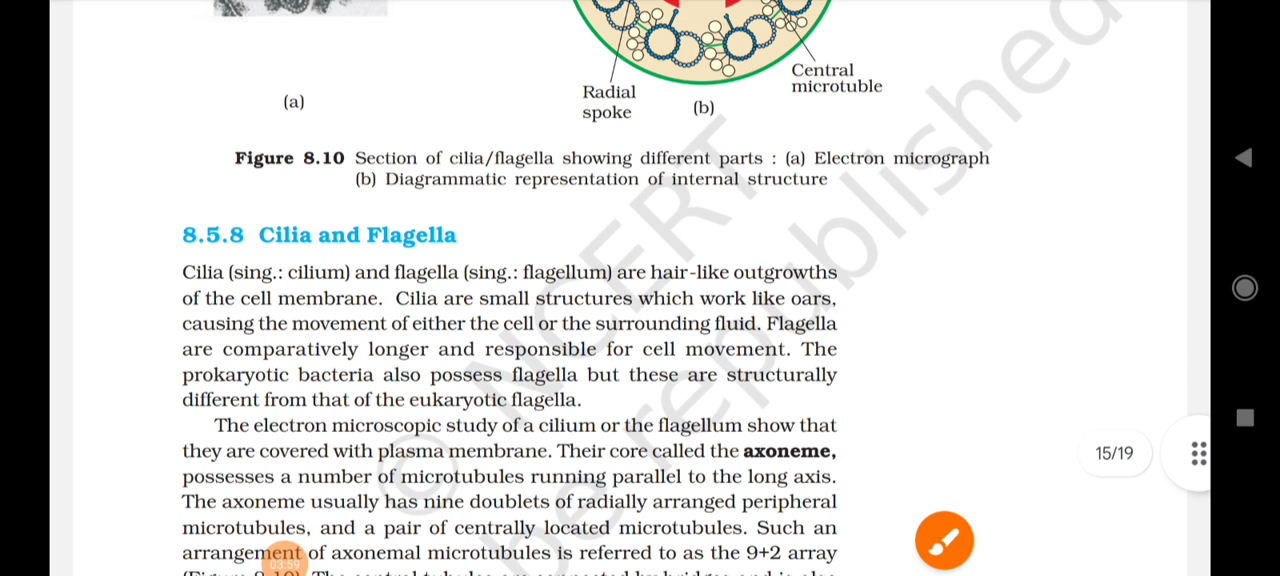 Radial
spoke
Central
microtuble
(a)
(b)
Figure 8.10 Section of cilia/flagella showing different parts : (a) Electron micrograph
(b) Diagrammatic representation of internal structure
8.5.8 Cilia and Flagella
Cilia (sing.: cilium) and flagella (sing.: flagellum) are hair-like outgrowths
of the cell membrane. Cilia are small structures which work like oars,
causing the movement of either the cell or the surrounding fluid. Flagella
are comparatively longer and responsible for cell movement. The
prokaryotic bacteria also possess flagella but these are structurally
different from that of the eukaryotic flagella.
The electron microscopic study of a cilium or the flagellum show that
they are covered with plasma membrane. Their core called the axoneme,
possesses a number of microtubules running parallel to the long axis.
The axoneme usually has nine doublets of radially arranged peripheral
microtubules, and a pair of centrally located microtubules. Such an
arrangement of axonemal microtubules is referred to as the 9+2 array
© NCERT
be republished
15/19
03:59